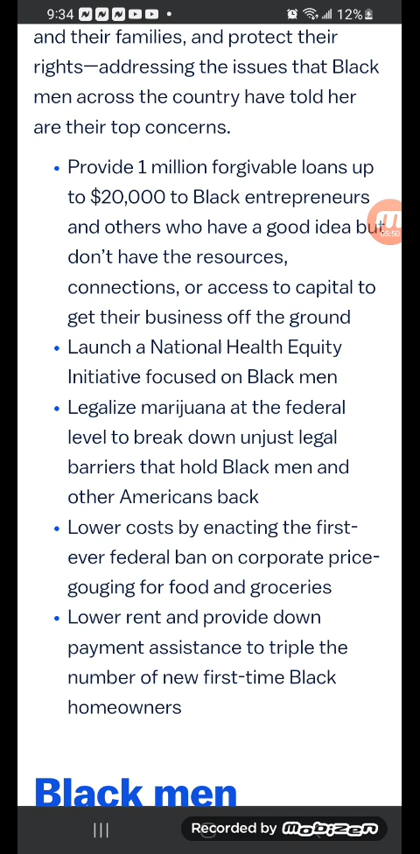 9:34
12%
and their families, and protect their
rights—addressing the issues that Black
men across the country have told her
are their top concerns.
• Provide 1 million forgivable loans up
to $20,000 to Black entrepreneurs
and others who have a good idea but
don't have the resources,
connections, or access to capital to
get their business off the ground
• Launch a National Health Equity
Initiative focused on Black men
• Legalize marijuana at the federal
level to break down unjust legal
barriers that hold Black men and
other Americans back
• Lower costs by enacting the first-
ever federal ban on corporate price-
gouging for food and groceries
• Lower rent and provide down
payment assistance to triple the
number of new first-time Black
homeowners
Black men
Recorded by mobizen